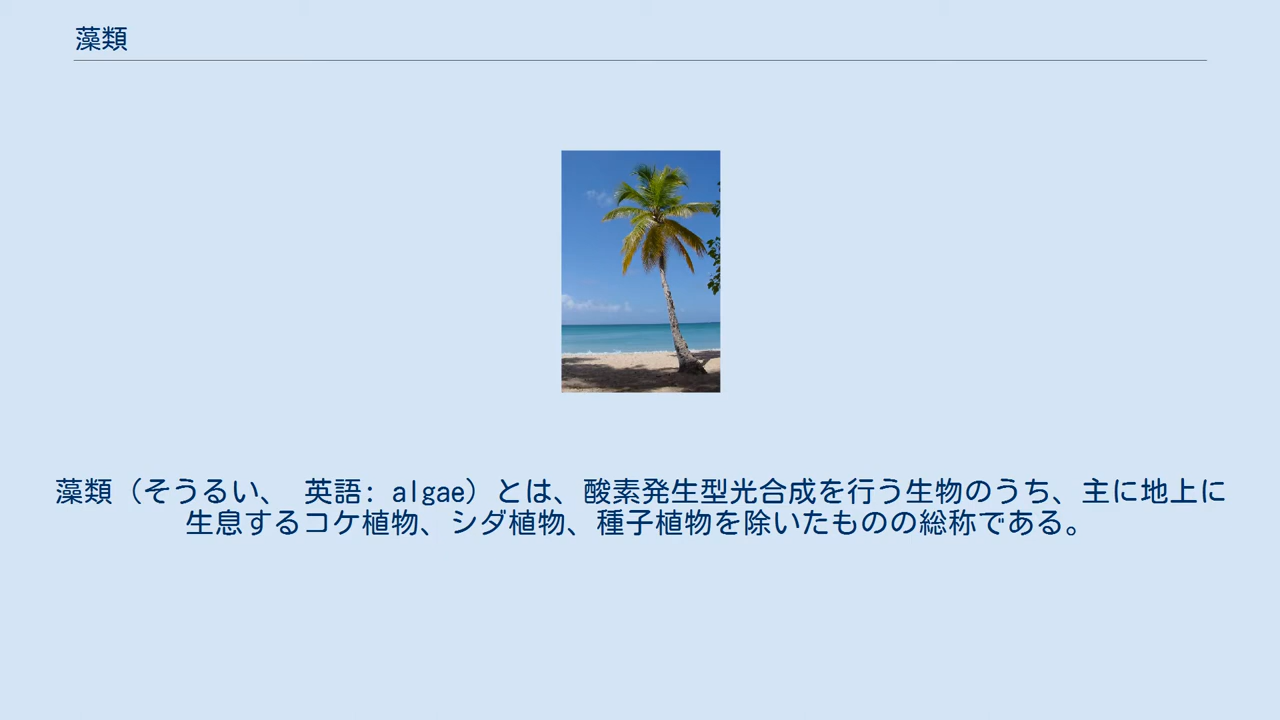 藻類
藻類（そうるい、 英語: algae）とは、酸素発生型光合成を行う生物のうち、主に地上に
生息するコケ植物、シダ植物、種子植物を除いたものの総称である。